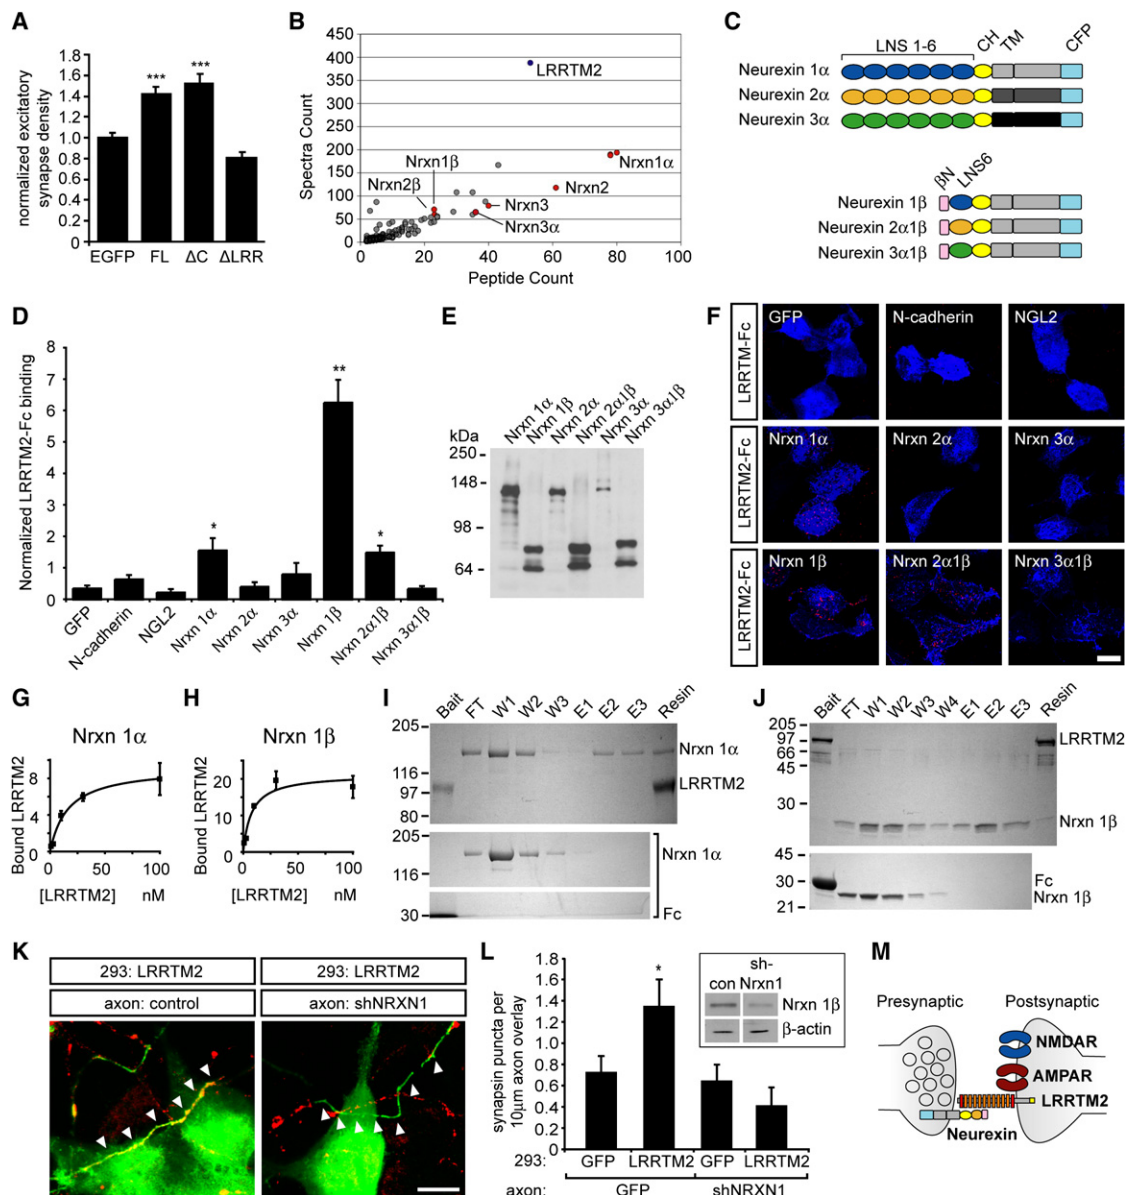 A
normalized excitatory
synapse density
1.8
1.6
1.4
1.2
1.0
0.8
0.6
0.4
0.2
0
***
***
EGFP FL ΔC ΔLRR
B
Spectra Count
450
400
350
300
250
200
150
100
50
0
LRRTM2
Nrxn1β
Nrxn2β
Nrxn1α
Nrxn2
Nrxn3
Nrxn3α
0 20 40 60 80 100
Peptide Count
C
LNS 1-6 CH TM CFP
Neurexin 1α
Neurexin 2α
Neurexin 3α
βN LNS6
Neurexin 1β
Neurexin 2α1β
Neurexin 3α1β
D
Normalized LRRTM2-Fc binding
8
7
6
5
4
3
2
1
0
*
**
*
GFP
N-cadherin
NGL2
Nrxn 1α
Nrxn 2α
Nrxn 3α
Nrxn 1β
Nrxn 2α1β
Nrxn 3α1β
E
Nrxn 1α
Nrxn 1β
Nrxn 2α
Nrxn 2α1β
Nrxn 3α
Nrxn 3α1β
kDa
250
148
98
64
F
LRRTM-Fc
GFP
N-cadherin
NGL2
LRRTM2-Fc
Nrxn 1α
Nrxn 2α
Nrxn 3α
LRRTM2-Fc
Nrxn 1β
Nrxn 2α1β
Nrxn 3α1β
G
Nrxn 1α
Bound LRRTM2
8
4
0
0 50 100
[LRRTM2] nM
H
Nrxn 1β
Bound LRRTM2
20
10
0
0 50 100
[LRRTM2] nM
I
Bait FT W1 W2 W3 E1 E2 E3 Resin
205
116
97
80
Nrxn 1α
LRRTM2
205
116
30
Nrxn 1α
Fc
J
Bait FT W1 W2 W3 W4 E1 E2 E3 Resin
205
97
66
45
30
LRRTM2
Nrxn 1β
45
30
21
Fc
Nrxn 1β
K
293: LRRTM2
axon: control
293: LRRTM2
axon: shNRXN1
L
synapsin puncta per
10µm axon overlay
1.8
1.6
1.4
1.2
1.0
0.8
0.6
0.4
0.2
0
*
sh-
con Nrxn1
Nrxn 1β
β-actin
293: GFP LRRTM2 GFP LRRTM2
axon: GFP shNRXN1
M
Presynaptic
Postsynaptic
NMDAR
AMPAR
LRRTM2
Neurexin